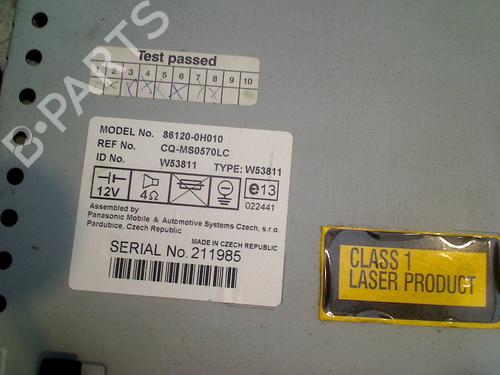 B-PARTS
Test passed
2 3 4 5 6 7 8 9 10
MODEL No. 86120-0H010
REF No. CQ-MS0570LC
ID No. W53811 TYPE: W53811
12V 4Ω e13
022441
Assembled by
Panasonic Mobile & Automotive Systems Czech, s.r.o.
Pardubice, Czech Republic
MADE IN CZECH REPUBLIC
SERIAL No. 211985
CLASS 1
LASER PRODUCT